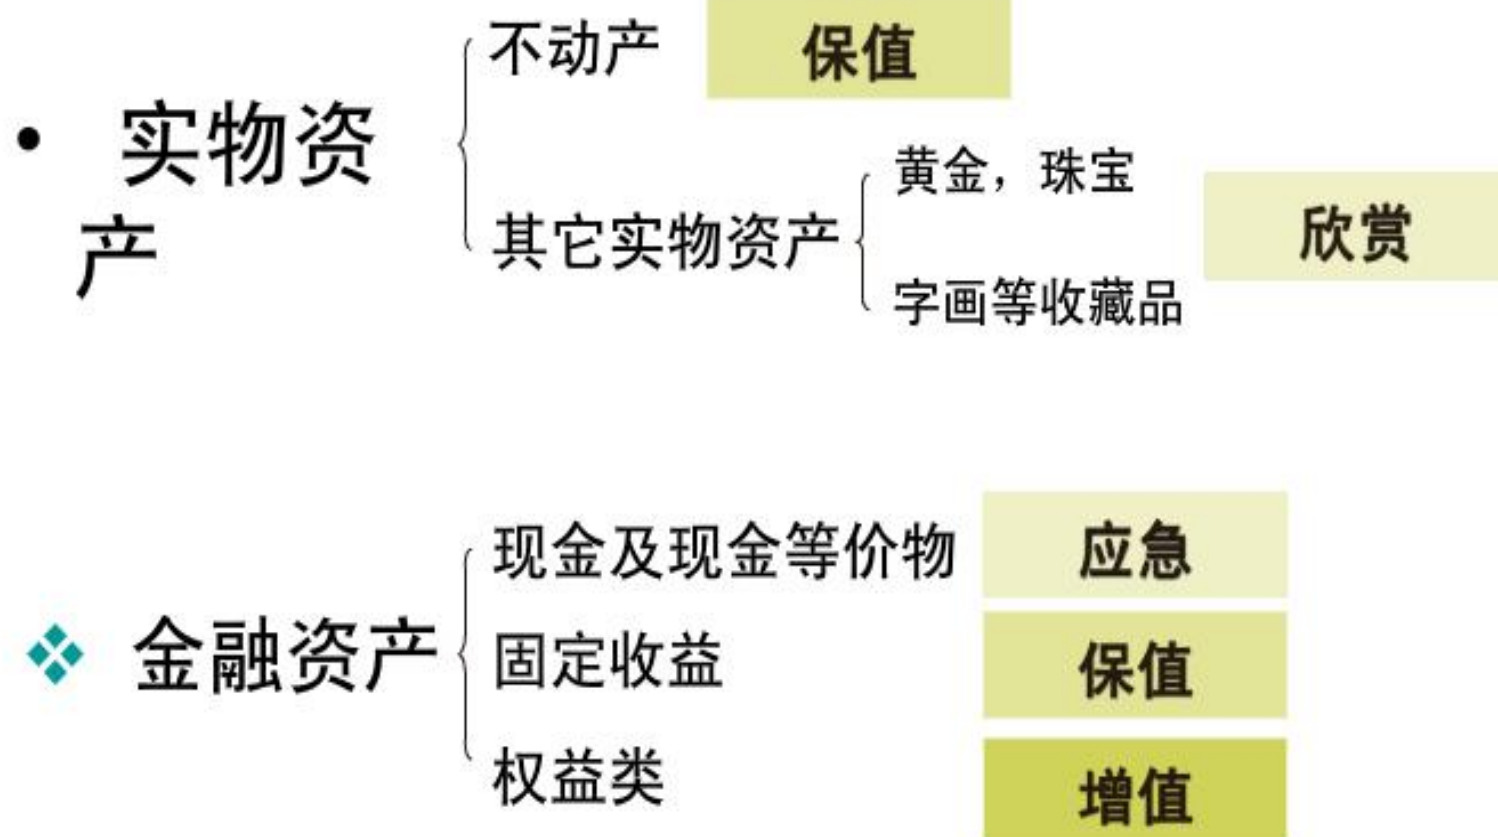 不动产 保值
• 实物资
产
黄金，珠宝
其它实物资产 欣赏
字画等收藏品
现金及现金等价物 应急
❖ 金融资产
固定收益 保值
权益类 增值